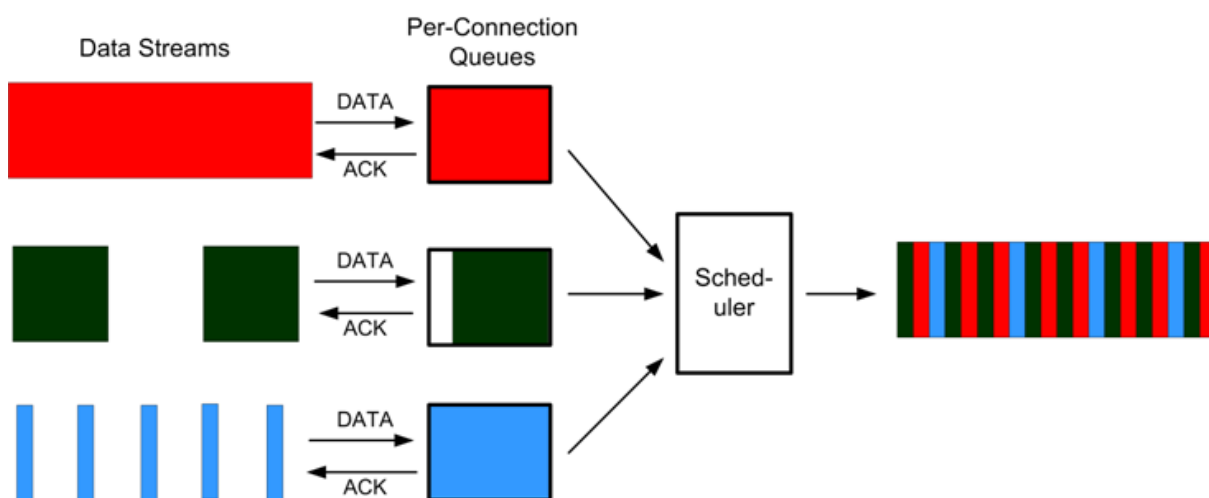 Data Streams
Per-Connection
Queues
DATA
ACK
DATA
ACK
DATA
ACK
Sched-
uler